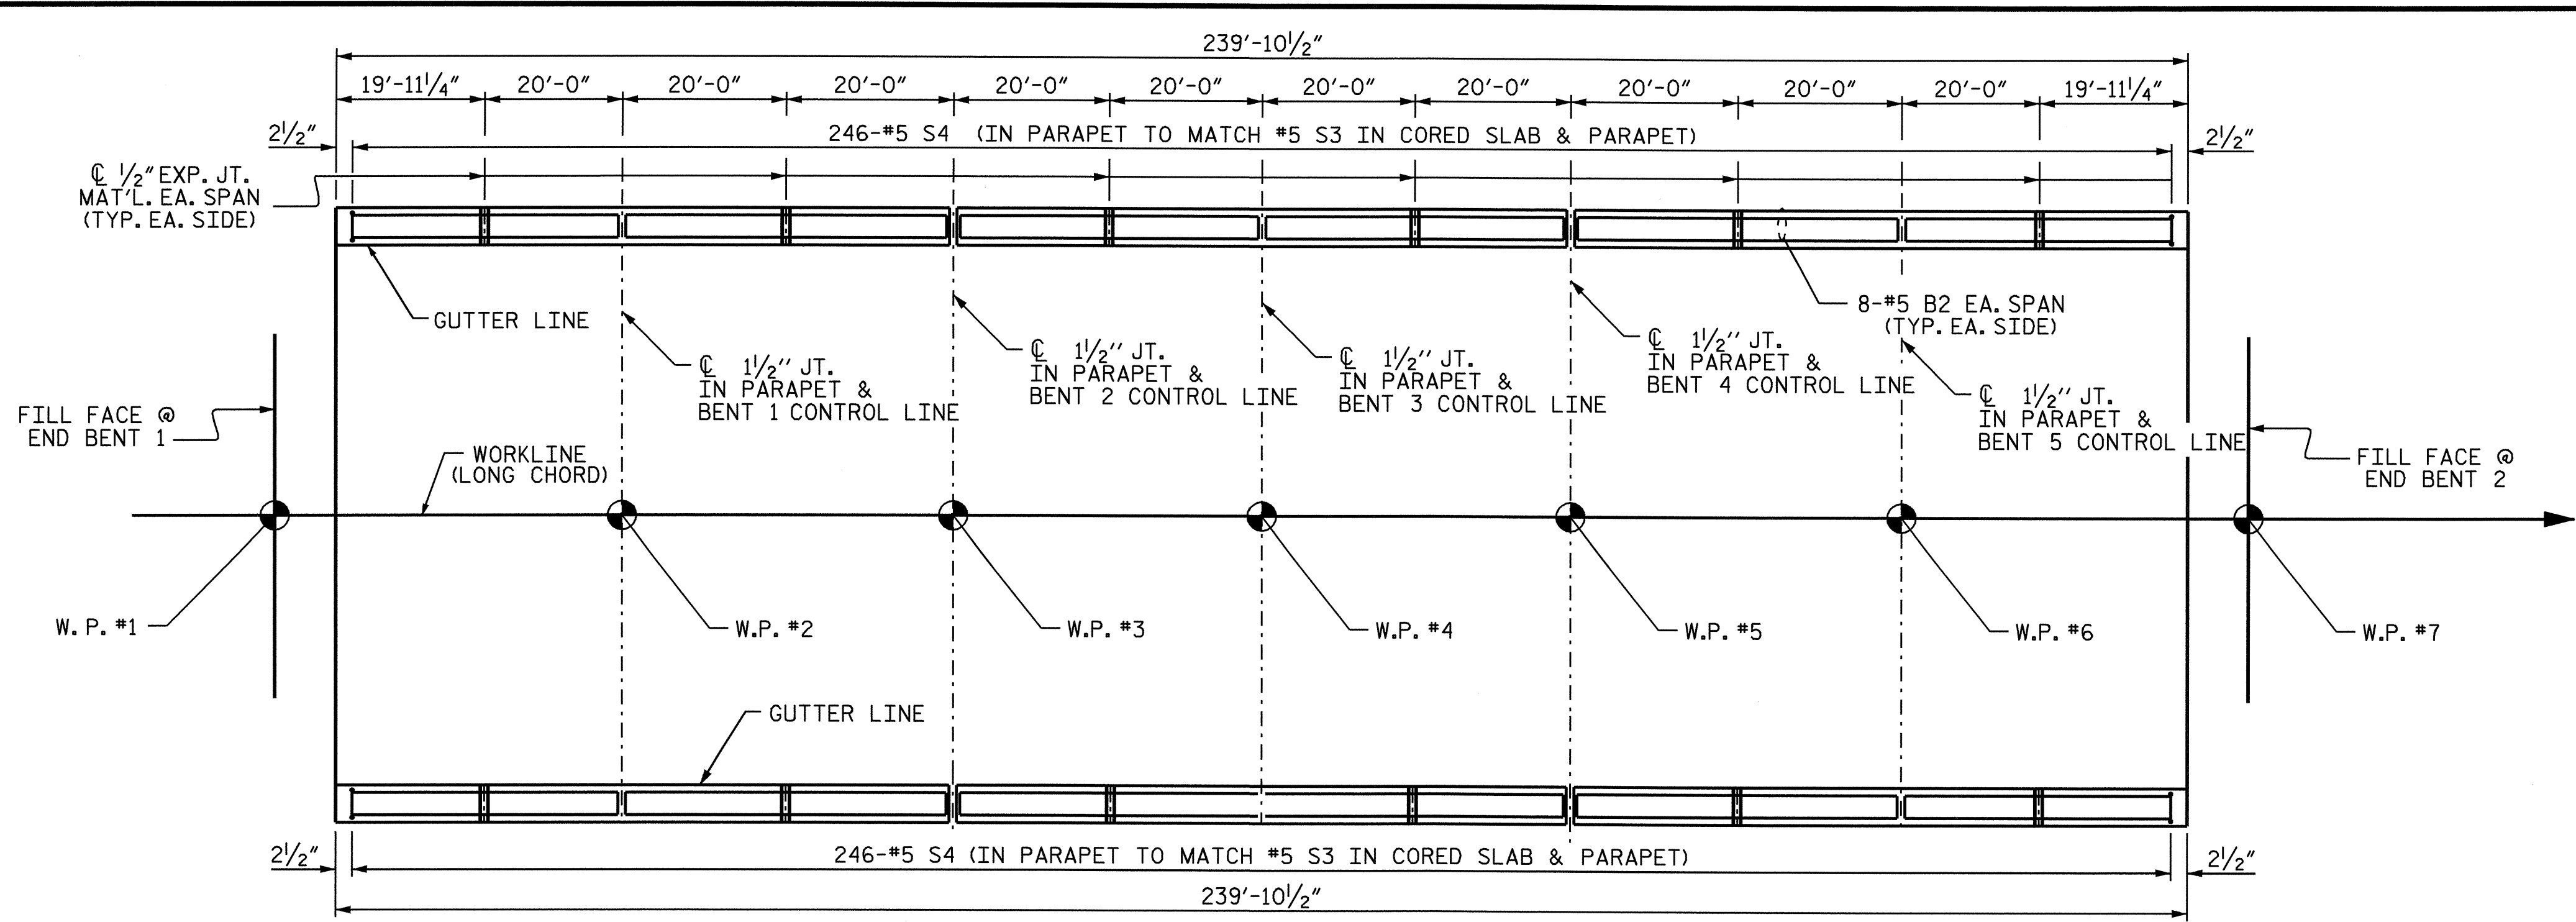 239'-10 1/2"
19'-11 1/4" 20'-0" 20'-0" 20'-0" 20'-0" 20'-0" 20'-0" 20'-0" 20'-0" 20'-0" 20'-0" 19'-11 1/4"
2 1/2" 246-#5 S4 (IN PARAPET TO MATCH #5 S3 IN CORED SLAB & PARAPET) 2 1/2"
℄ 1/2" EXP. JT.
MAT'L. EA. SPAN
(TYP. EA. SIDE)
GUTTER LINE
8-#5 B2 EA. SPAN
(TYP. EA. SIDE)
℄ 1 1/2" JT.
IN PARAPET &
BENT 1 CONTROL LINE
℄ 1 1/2" JT.
IN PARAPET &
BENT 2 CONTROL LINE
℄ 1 1/2" JT.
IN PARAPET &
BENT 3 CONTROL LINE
℄ 1 1/2" JT.
IN PARAPET &
BENT 4 CONTROL LINE
℄ 1 1/2" JT.
IN PARAPET &
BENT 5 CONTROL LINE
FILL FACE @
END BENT 1
WORKLINE
(LONG CHORD)
FILL FACE @
END BENT 2
W.P. #1
W.P. #2
W.P. #3
W.P. #4
W.P. #5
W.P. #6
W.P. #7
GUTTER LINE
2 1/2" 246-#5 S4 (IN PARAPET TO MATCH #5 S3 IN CORED SLAB & PARAPET) 2 1/2"
239'-10 1/2"